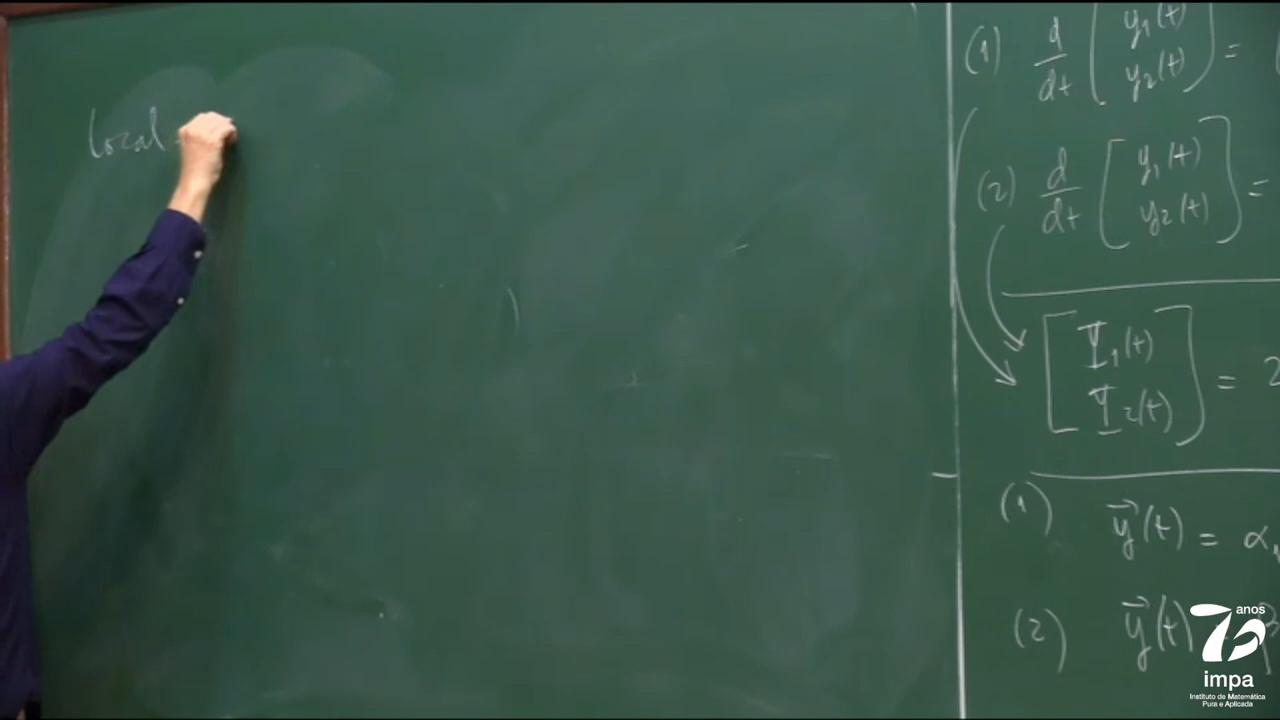 Local
(1) d/dt ( y₁(t) y₂(t) ) =
(2) d/dt [ y₁(t) y₂(t) ] =
[ Ψ₁(t) Ψ₂(t) ] = 2
(1) y⃗(t) = α₁
(2) y⃗(t)
anos
impa
Instituto de Matemática
Pura e Aplicada